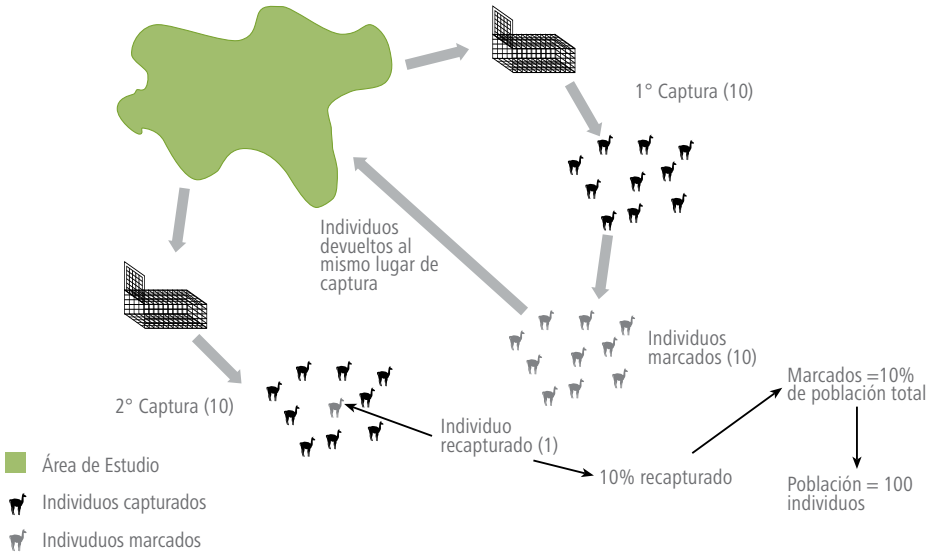 1° Captura (10)
Individuos
devueltos al
mismo lugar de
captura
Individuos
marcados (10)
Marcados =10%
de población total
2° Captura (10)
Individuo
recapturado (1)
10% recapturado
Población = 100
individuos
Área de Estudio
Individuos capturados
Indivuduos marcados